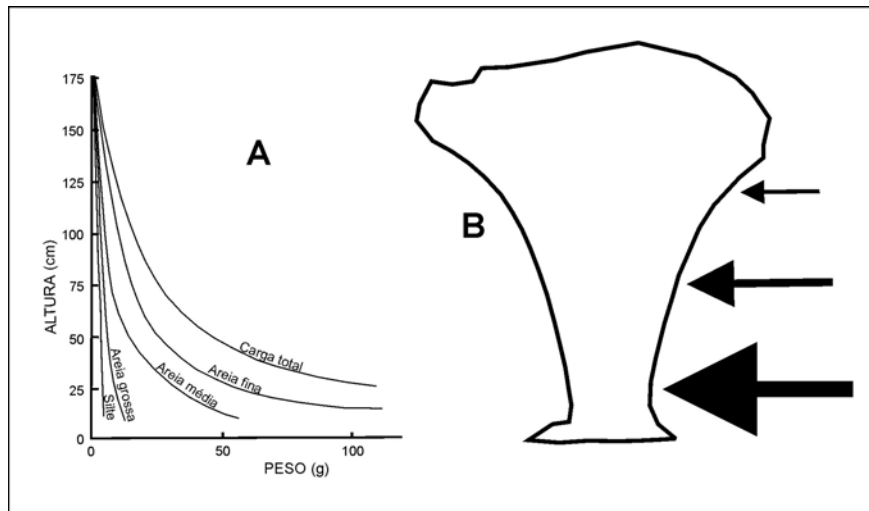 175
150
125
100
75
50
25
0
ALTURA (cm)
A
Carga total
Areia fina
Areia média
Areia grossa
Silte
0
50
100
PESO (g)
B